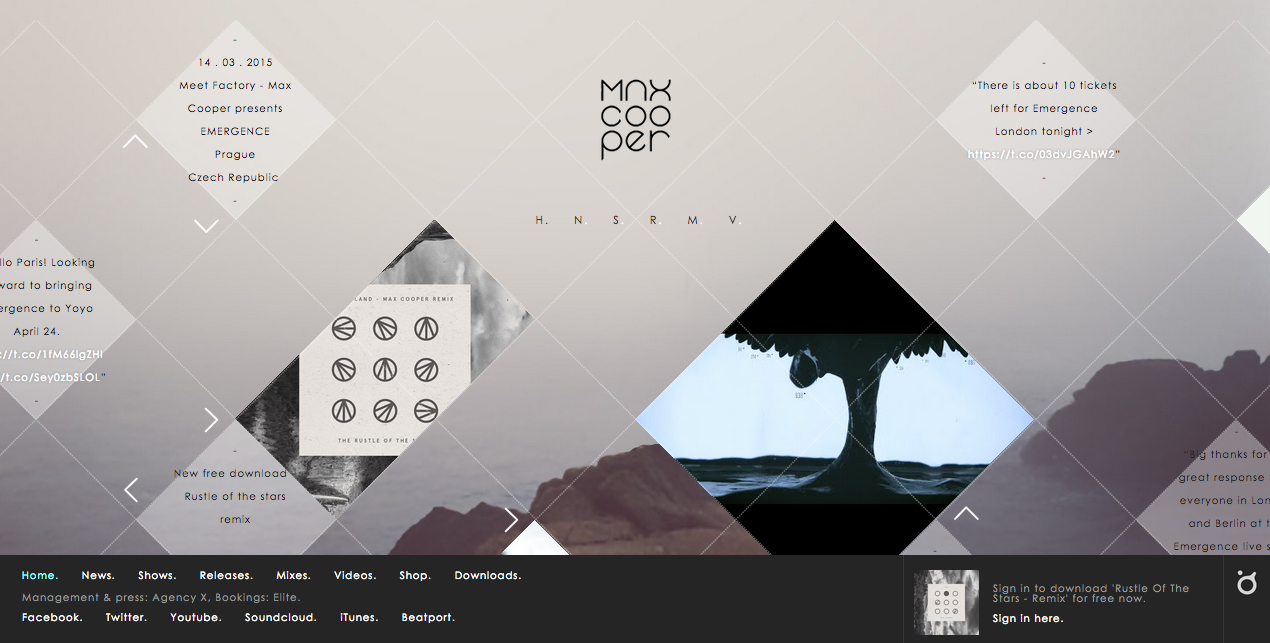 -
14 . 03 . 2015
Meet Factory - Max
Cooper presents
EMERGENCE
Prague
Czech Republic
-
max
coo
per
-
"There is about 10 tickets
left for Emergence
London tonight >
https://t.co/03dvJGAhW2"
-
H. N. S. R. M. V.
-
Paris! Looking
to bringing
to Yoyo
April 24.
://t.co/1fM66lgZHl
/t.co/Sey0zbSLOL"
-
LAND - MAX COOPER REMIX
THE RUSTLE OF THE
-
New free download
Rustle of the stars
remix
-
"Big thanks for
great response
everyone in
and Berlin at
Emergence live
-
Home. News. Shows. Releases. Mixes. Videos. Shop. Downloads.
Management & press: Agency X, Bookings: Elite.
Facebook. Twitter. Youtube. Soundcloud. iTunes. Beatport.
Sign in to download 'Rustle Of The
Stars - Remix' for free now.
Sign in here.